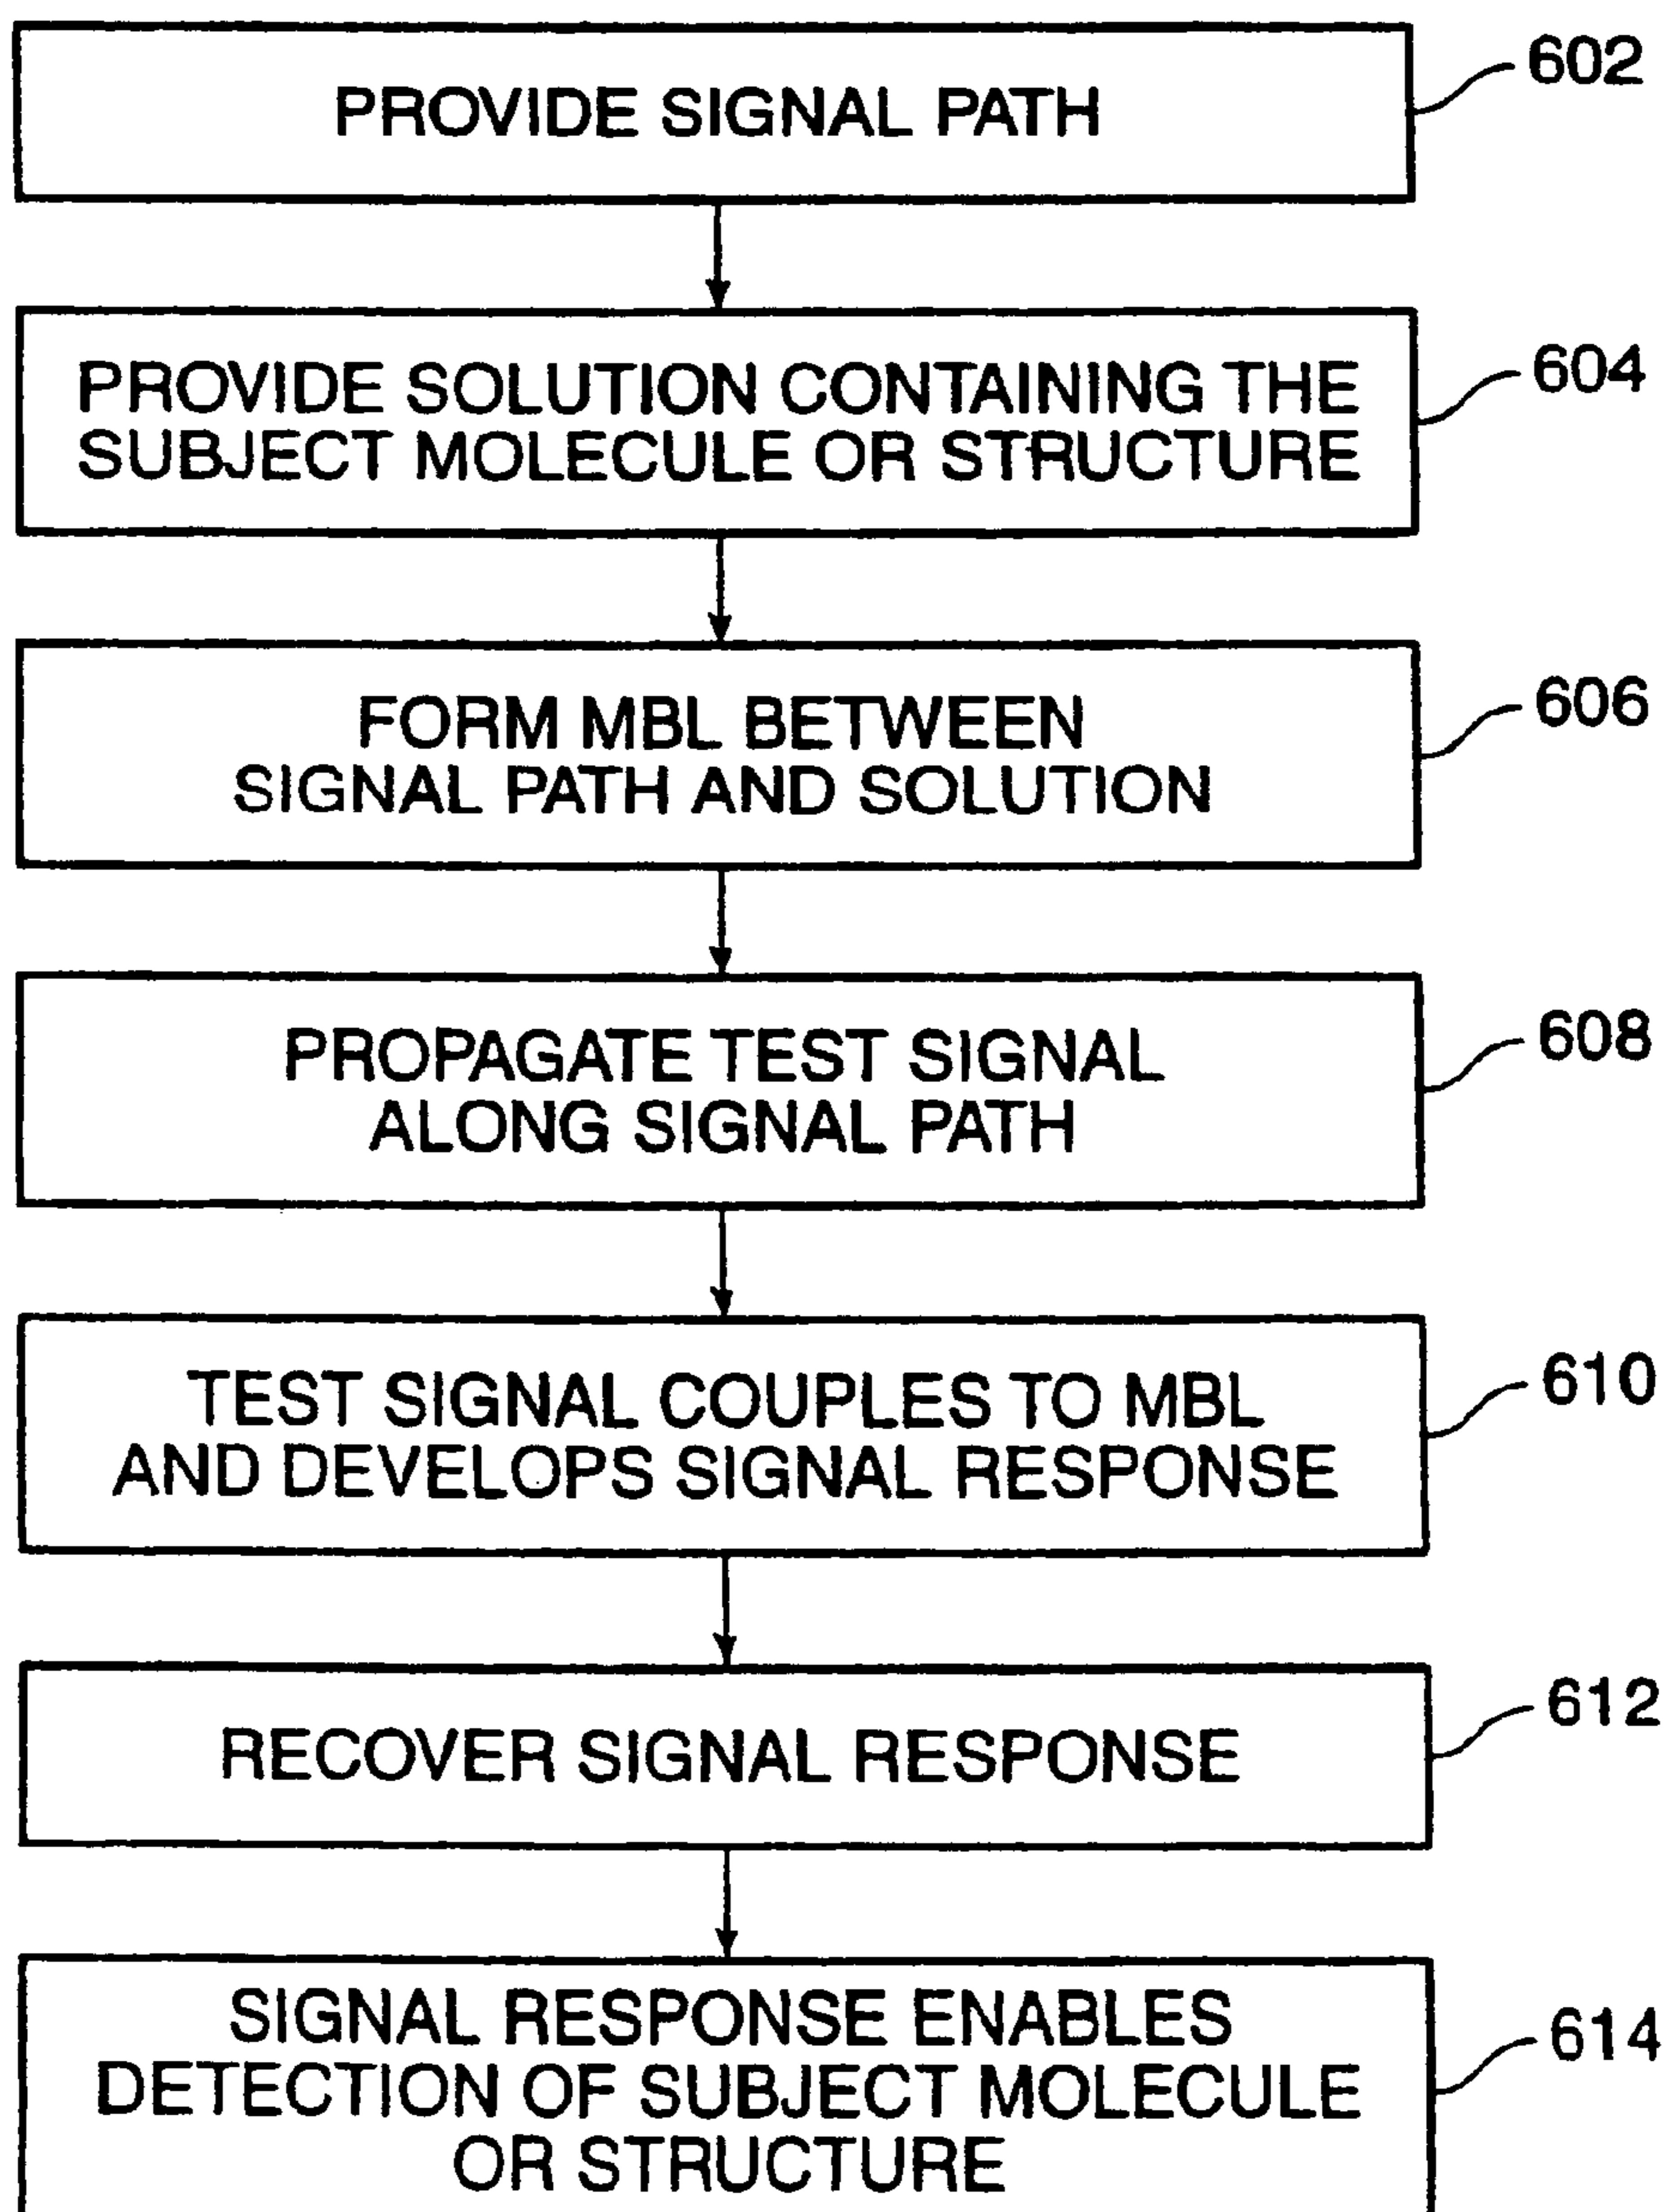 PROVIDE SIGNAL PATH
602
PROVIDE SOLUTION CONTAINING THE
SUBJECT MOLECULE OR STRUCTURE
604
FORM MBL BETWEEN
SIGNAL PATH AND SOLUTION
606
PROPAGATE TEST SIGNAL
ALONG SIGNAL PATH
608
TEST SIGNAL COUPLES TO MBL
AND DEVELOPS SIGNAL RESPONSE
610
RECOVER SIGNAL RESPONSE
612
SIGNAL RESPONSE ENABLES
DETECTION OF SUBJECT MOLECULE
OR STRUCTURE
614